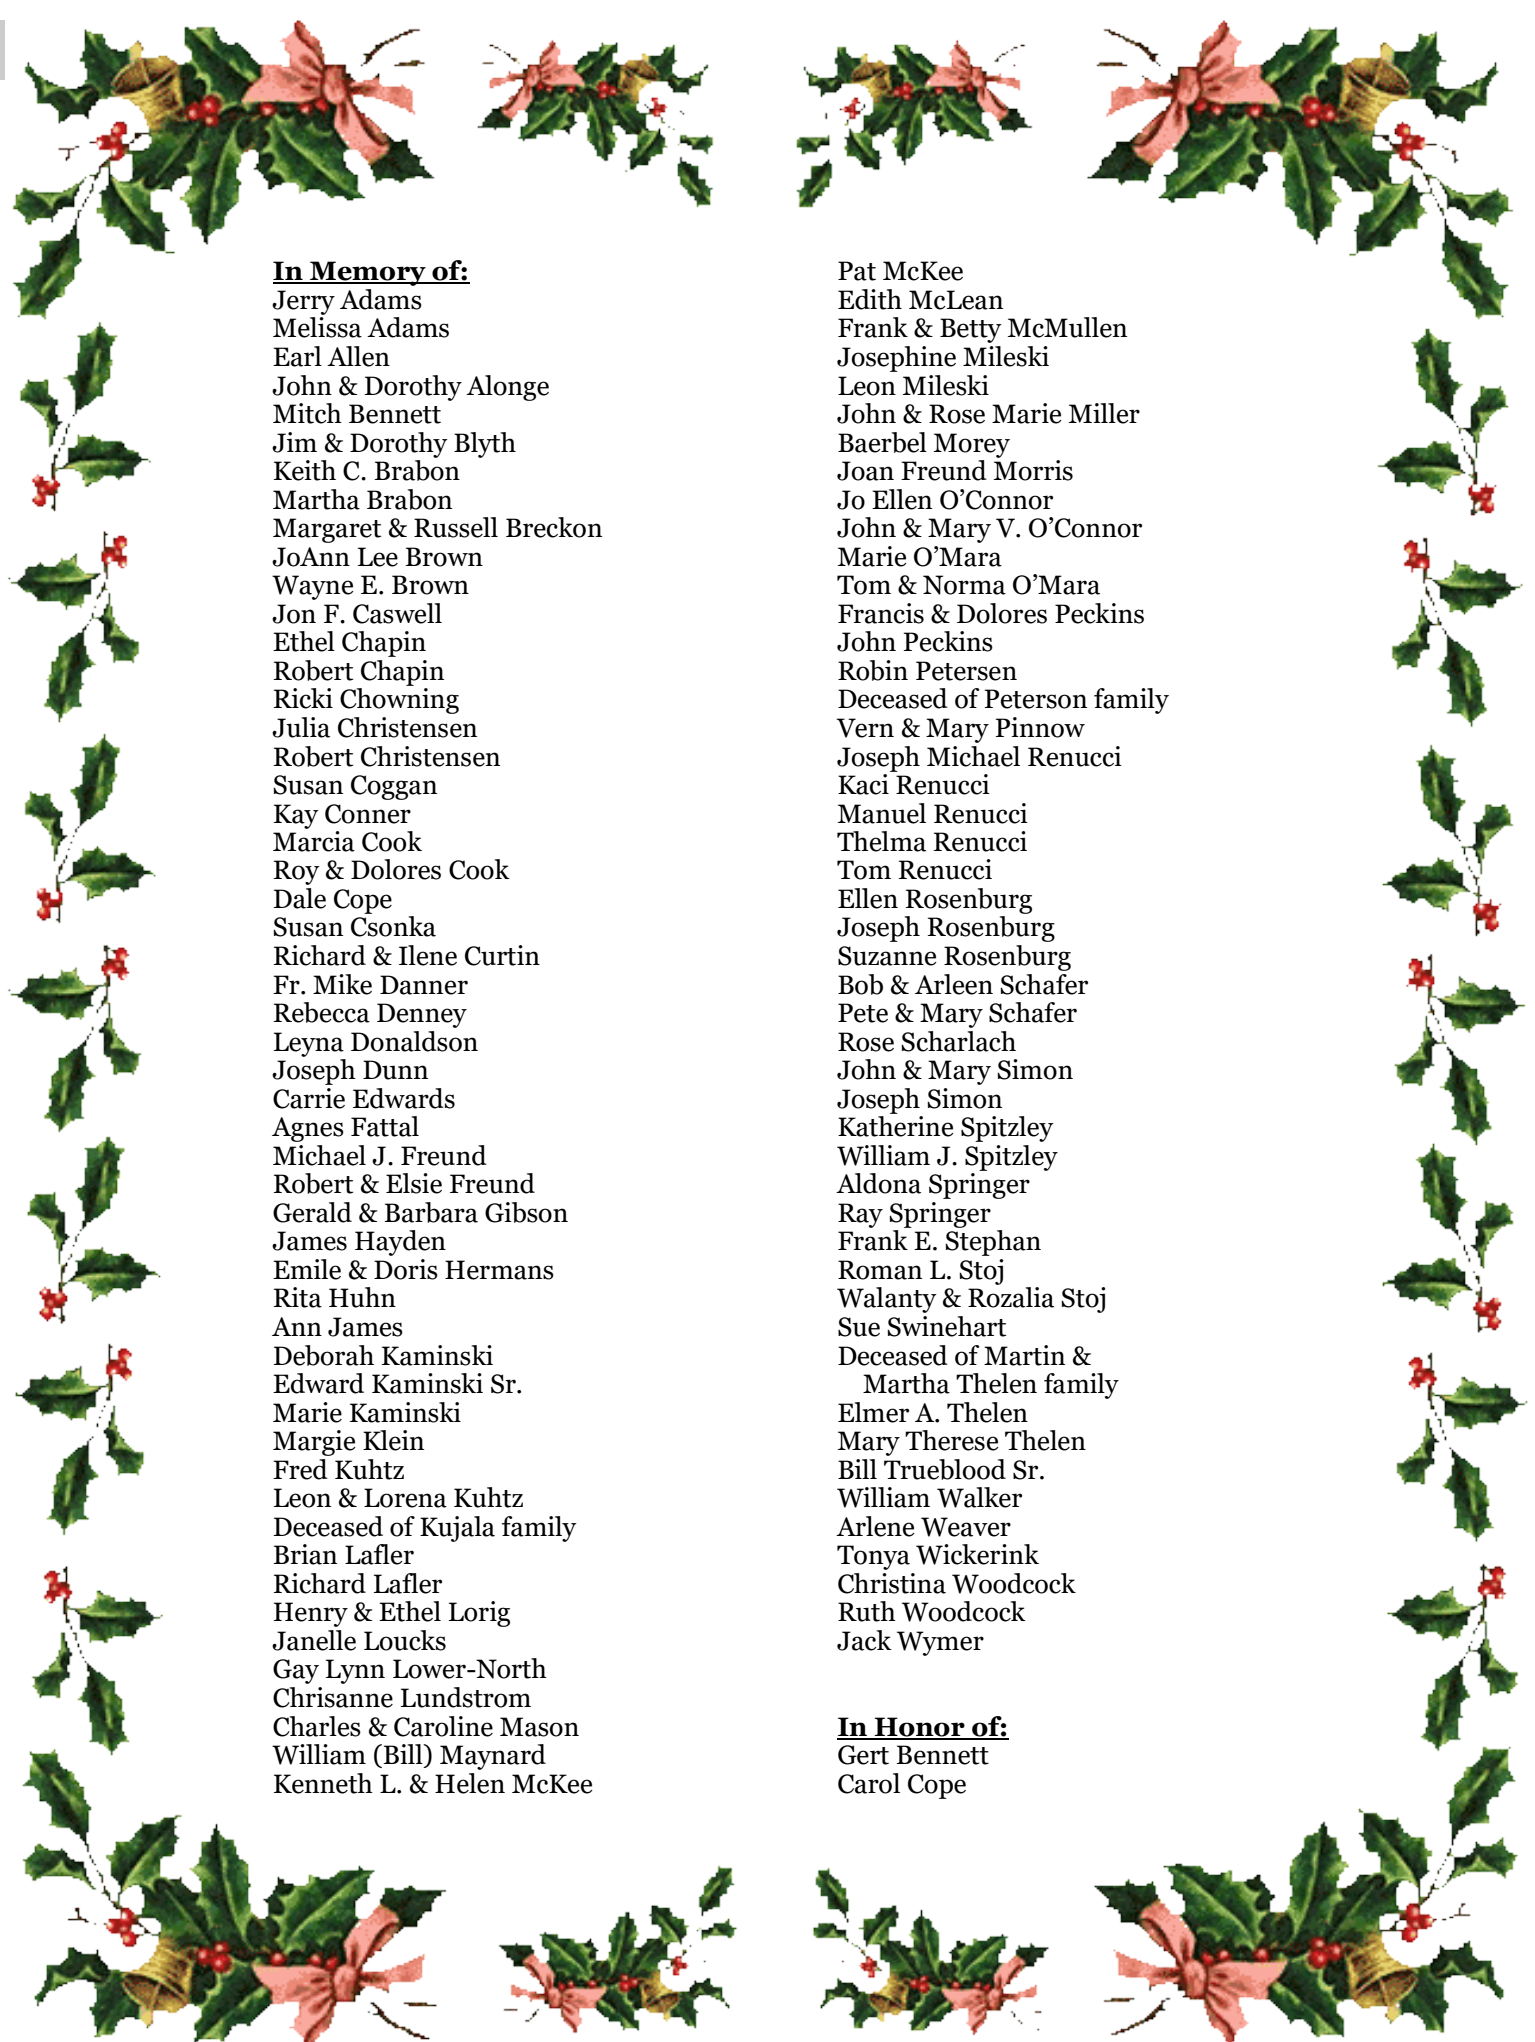 In Memory of:
Jerry Adams
Melissa Adams
Earl Allen
John & Dorothy Alonge
Mitch Bennett
Jim & Dorothy Blyth
Keith C. Brabon
Martha Brabon
Margaret & Russell Breckon
JoAnn Lee Brown
Wayne E. Brown
Jon F. Caswell
Ethel Chapin
Robert Chapin
Ricki Chowning
Julia Christensen
Robert Christensen
Susan Coggan
Kay Conner
Marcia Cook
Roy & Dolores Cook
Dale Cope
Susan Csonka
Richard & Ilene Curtin
Fr. Mike Danner
Rebecca Denney
Leyna Donaldson
Joseph Dunn
Carrie Edwards
Agnes Fattal
Michael J. Freund
Robert & Elsie Freund
Gerald & Barbara Gibson
James Hayden
Emile & Doris Hermans
Rita Huhn
Ann James
Deborah Kaminski
Edward Kaminski Sr.
Marie Kaminski
Margie Klein
Fred Kuhtz
Leon & Lorena Kuhtz
Deceased of Kujala family
Brian Lafler
Richard Lafler
Henry & Ethel Lorig
Janelle Loucks
Gay Lynn Lower-North
Chrisanne Lundstrom
Charles & Caroline Mason
William (Bill) Maynard
Kenneth L. & Helen McKee
Pat McKee
Edith McLean
Frank & Betty McMullen
Josephine Mileski
Leon Mileski
John & Rose Marie Miller
Baerbel Morey
Joan Freund Morris
Jo Ellen O’Connor
John & Mary V. O’Connor
Marie O’Mara
Tom & Norma O’Mara
Francis & Dolores Peckins
John Peckins
Robin Petersen
Deceased of Peterson family
Vern & Mary Pinnow
Joseph Michael Renucci
Kaci Renucci
Manuel Renucci
Thelma Renucci
Tom Renucci
Ellen Rosenburg
Joseph Rosenburg
Suzanne Rosenburg
Bob & Arleen Schafer
Pete & Mary Schafer
Rose Scharlach
John & Mary Simon
Joseph Simon
Katherine Spitzley
William J. Spitzley
Aldona Springer
Ray Springer
Frank E. Stephan
Roman L. Stoj
Walanty & Rozalia Stoj
Sue Swinehart
Deceased of Martin &
Martha Thelen family
Elmer A. Thelen
Mary Therese Thelen
Bill Trueblood Sr.
William Walker
Arlene Weaver
Tonya Wickerink
Christina Woodcock
Ruth Woodcock
Jack Wymer
In Honor of:
Gert Bennett
Carol Cope